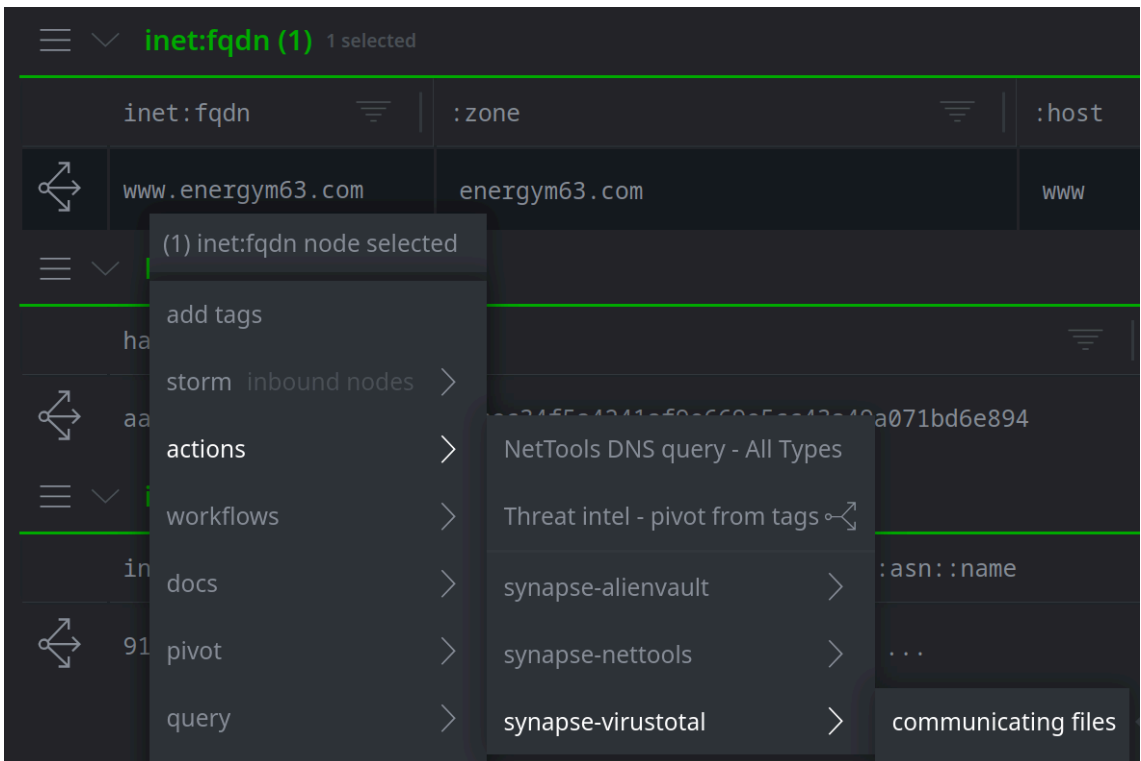 inet:fqdn (1) 1 selected
inet:fqdn :zone :host
www.energym63.com energym63.com www
(1) inet:fqdn node selected
add tags
ha
storm inbound nodes
aa a071bd6e894
actions NetTools DNS query - All Types
workflows Threat intel - pivot from tags
in :asn::name
docs synapse-alienvault
91 ...
pivot synapse-nettools
query synapse-virustotal communicating files